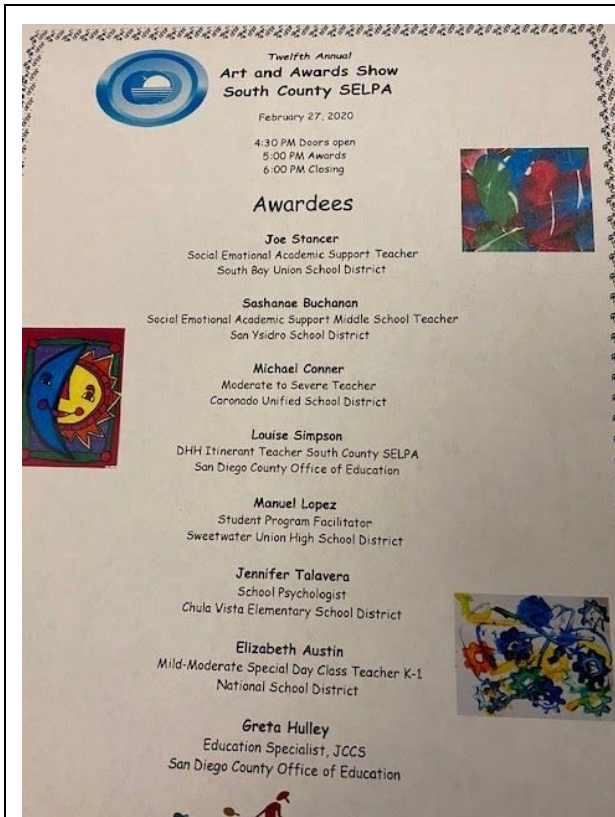 Twelfth Annual
Art and Awards Show
South County SELPA
February 27, 2020
4:30 PM Doors open
5:00 PM Awards
6:00 PM Closing
Awardees
Joe Stancer
Social Emotional Academic Support Teacher
South Bay Union School District
Sashanae Buchanan
Social Emotional Academic Support Middle School Teacher
San Ysidro School District
Michael Conner
Moderate to Severe Teacher
Coronado Unified School District
Louise Simpson
DHH Itinerant Teacher South County SELPA
San Diego County Office of Education
Manuel Lopez
Student Program Facilitator
Sweetwater Union High School District
Jennifer Talavera
School Psychologist
Chula Vista Elementary School District
Elizabeth Austin
Mild-Moderate Special Day Class Teacher K-1
National School District
Greta Hulley
Education Specialist, JCCS
San Diego County Office of Education